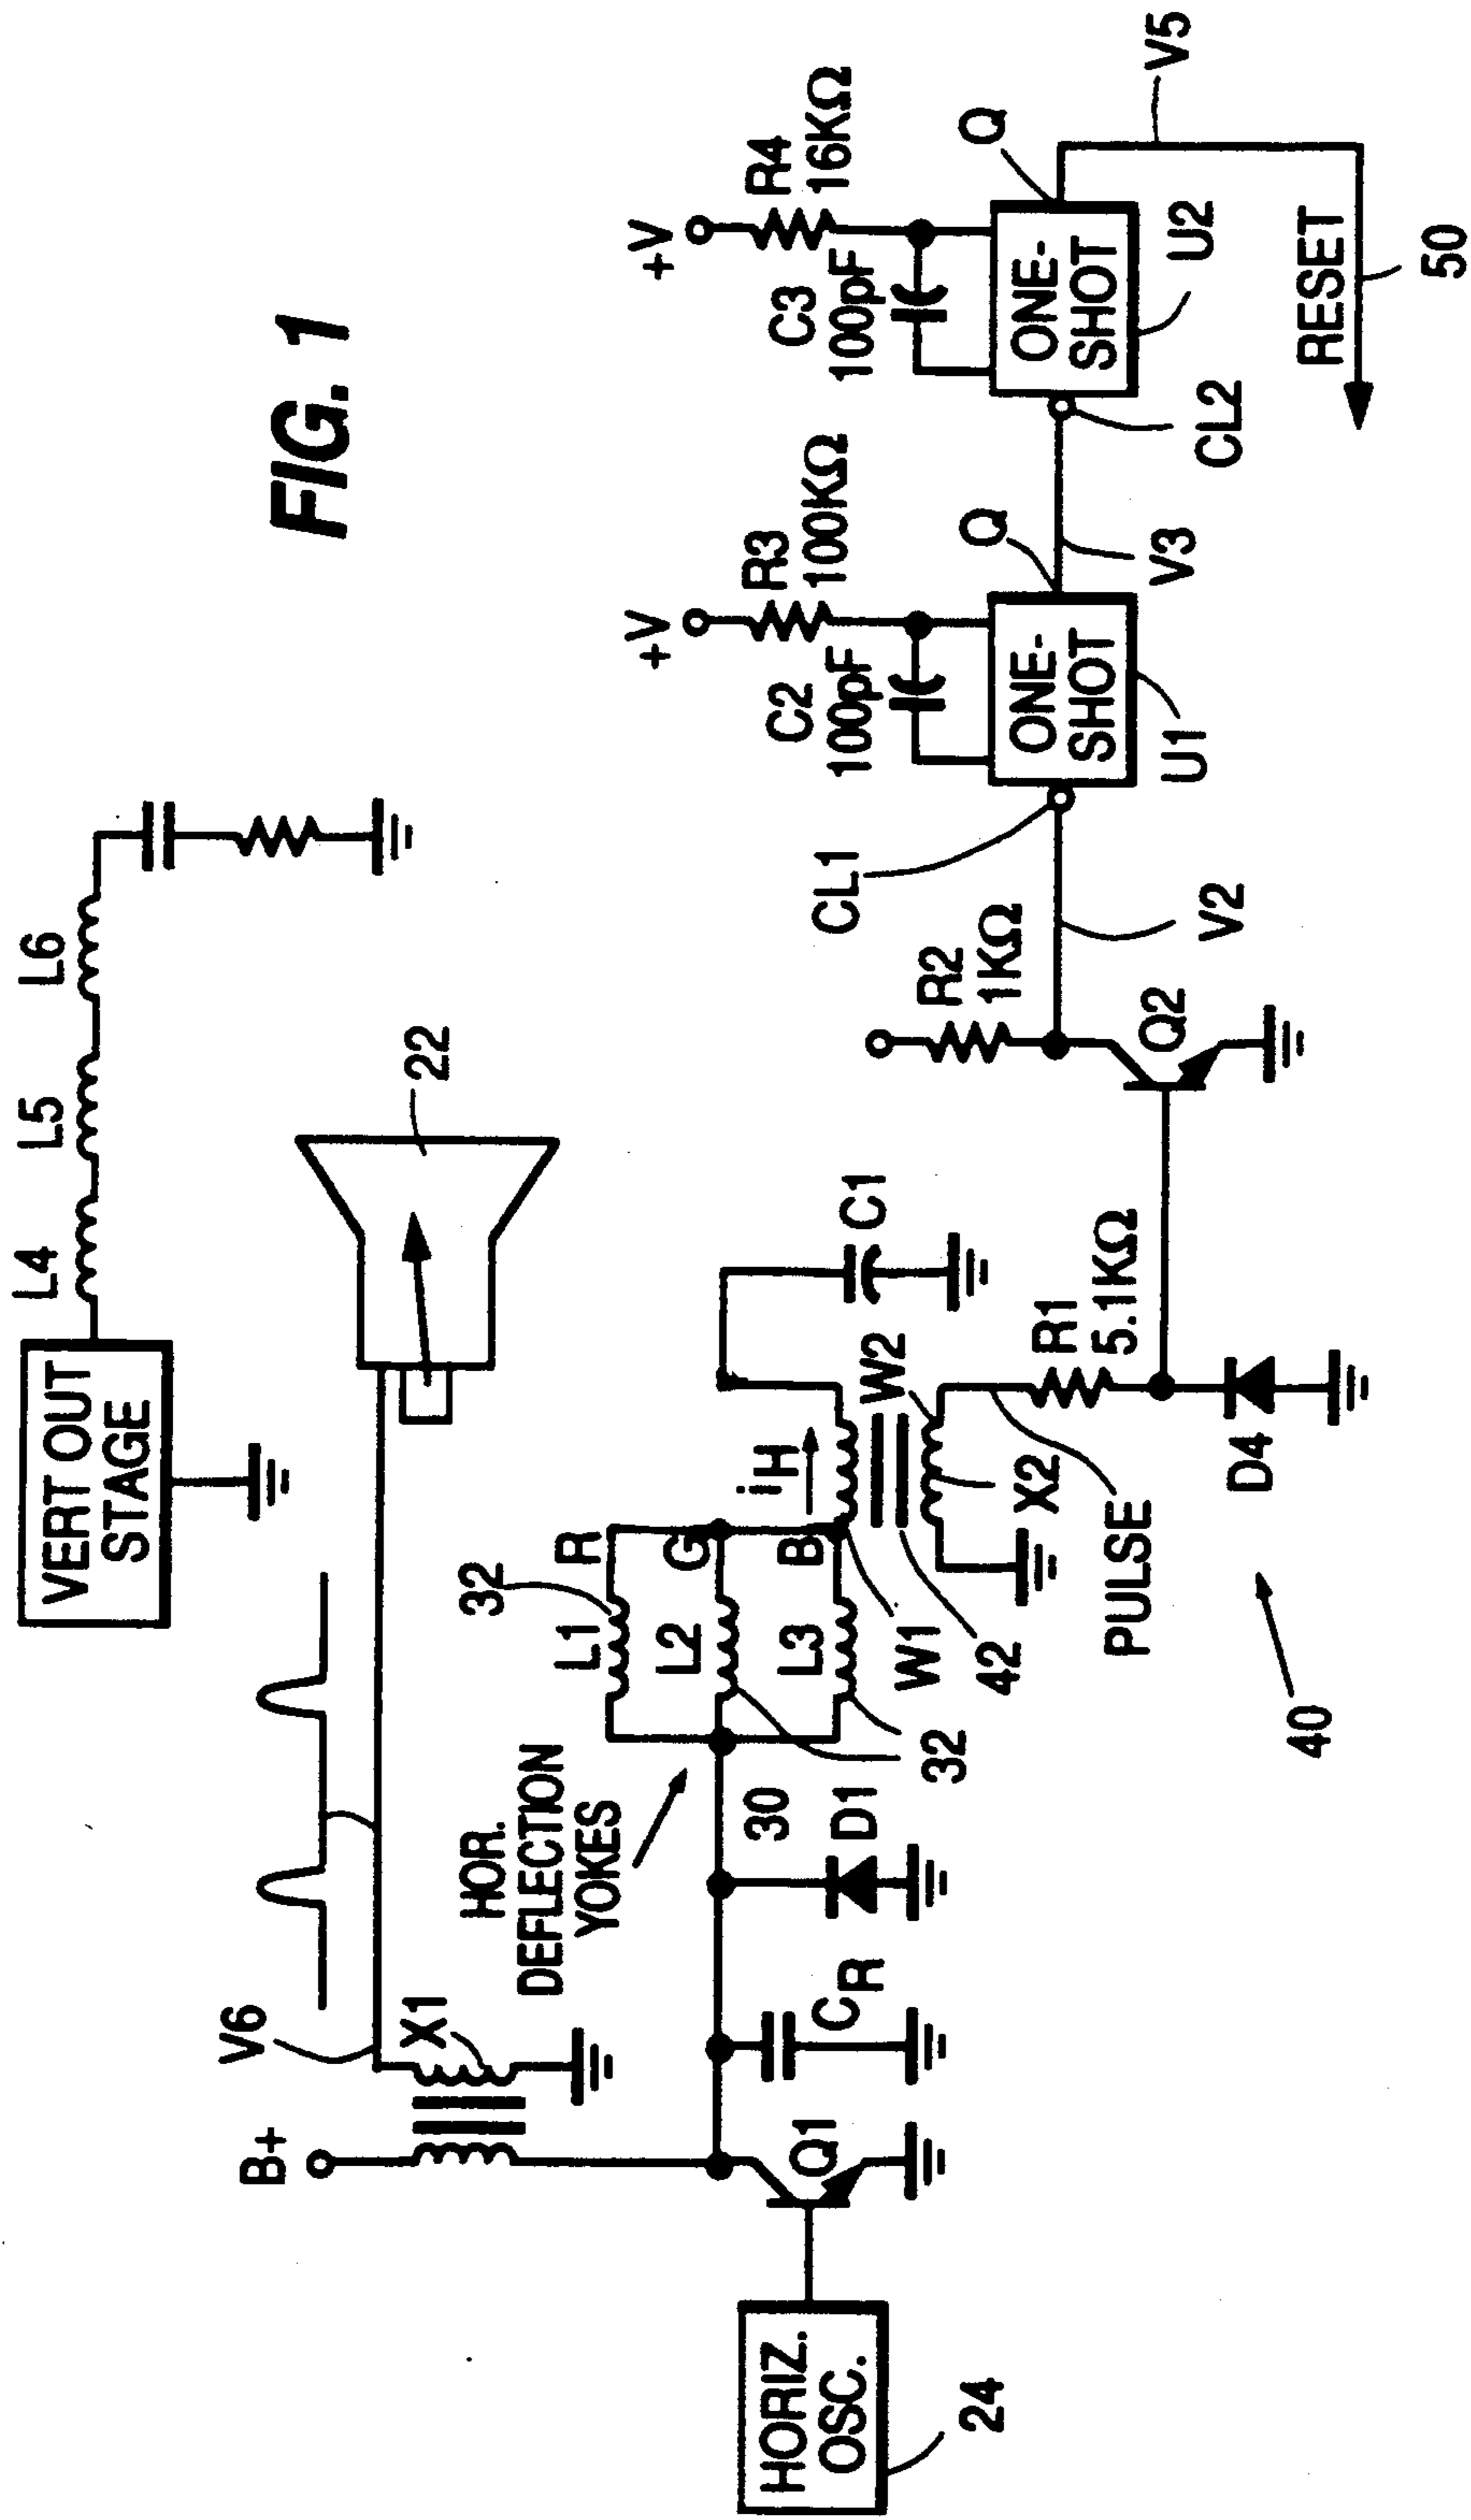 FIG. 1
VERT OUT
STAGE
L4
L5
L6
V6
B+
X1
22
HOR.
DEFLECTION
YOKES
30
32
L1
R
L2
G
L3
B
iH
W1
42
32
W2
X2
C1
HORIZ.
OSC.
24
Q1
CR
D1
PULSE
R1
5.1KΩ
D4
40
R2
1KΩ
Q2
V2
CL1
+V
R3
100KΩ
C2
100pF
ONE-
SHOT
U1
Q
V3
CL2
+V
R4
16KΩ
C3
100pF
ONE-
SHOT
U2
Q
V5
RESET
50